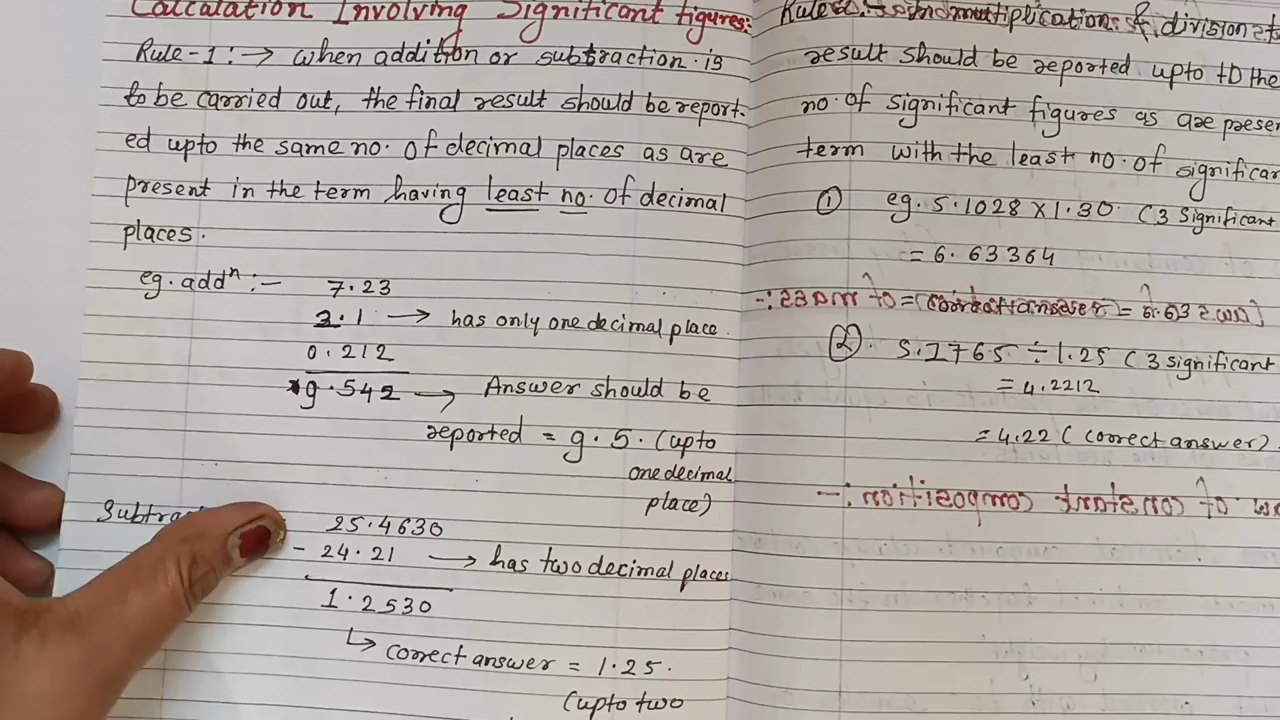 Calculation Involving Significant figures:
Rule-1:→ when addition or subtraction is
to be carried out, the final result should be report-
ed upto the same no. of decimal places as are
present in the term having least no. of decimal
places.
eg. addⁿ:- 7.23
3.1 → has only one decimal place.
0.212
9.542 → Answer should be
reported = 9.5. (upto
one decimal
place)
25.4630
- 24.21 → has two decimal places
1.2530
↳ correct answer = 1.25.
(upto two
multiplication & division
result should be reported upto to the
no. of significant figures as are
term with the least no. of
① eg. 5.1028 × 1.30 (3 Significant
= 6.63364
② 5.2765 ÷ 1.25 (3 significant
= 4.2212
= 4.22 (correct answer)